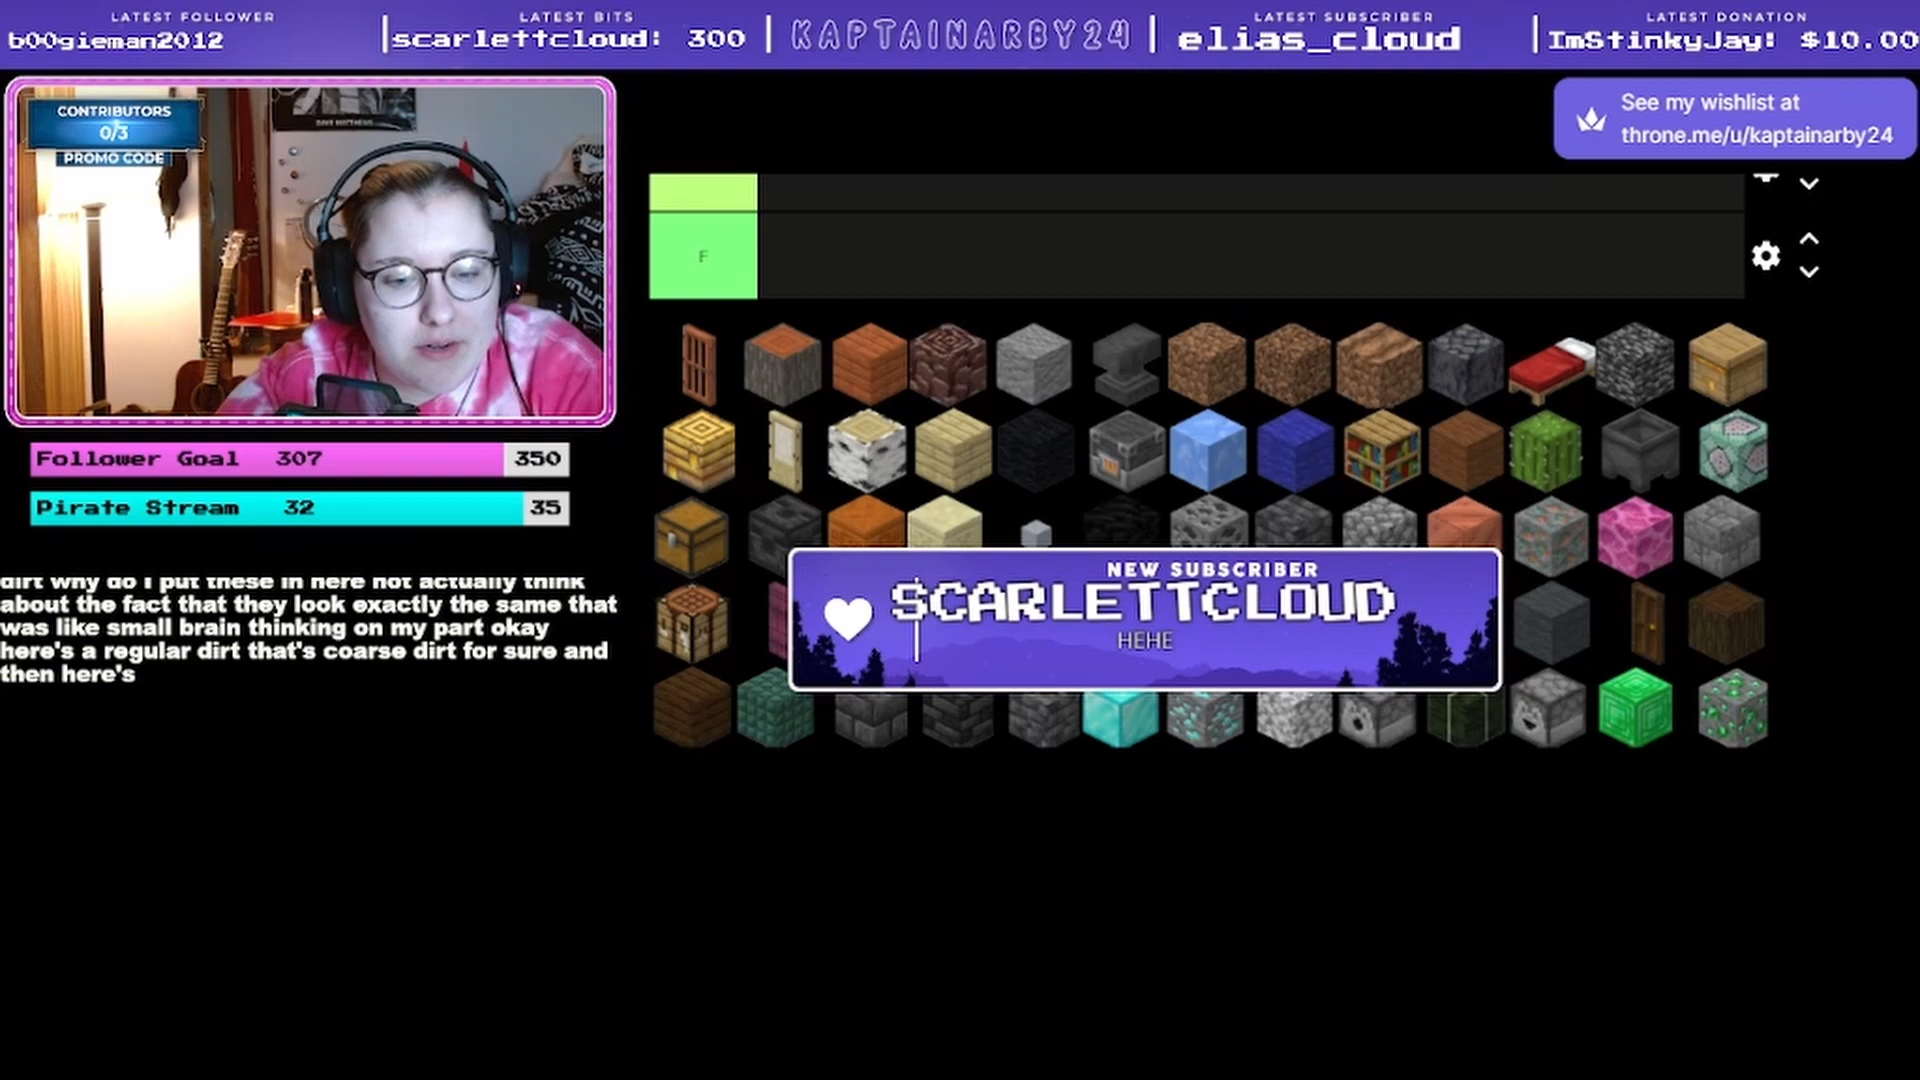 LATEST FOLLOWER
b00gieman2012
LATEST BITS
scarlettcloud: 300
KAPTAINARBY24
LATEST SUBSCRIBER
elias_cloud
LATEST DONATION
ImStinkyJay: $10.00
See my wishlist at
throne.me/u/kaptainarby24
CONTRIBUTORS
0/3
PROMO CODE
DAVE MATTHEWS
F
Follower Goal 307 350
Pirate Stream 32 35
dirt why do i put these in here not actually think
about the fact that they look exactly the same that
was like small brain thinking on my part okay
here's a regular dirt that's coarse dirt for sure and
then here's
NEW SUBSCRIBER
SCARLETTCLOUD
HEHE